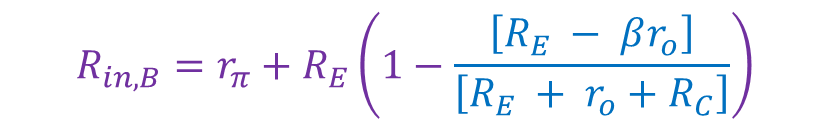 R_{in,B} = r_π + R_E (1 − [R_E − βr_o] / [R_E + r_o + R_C])